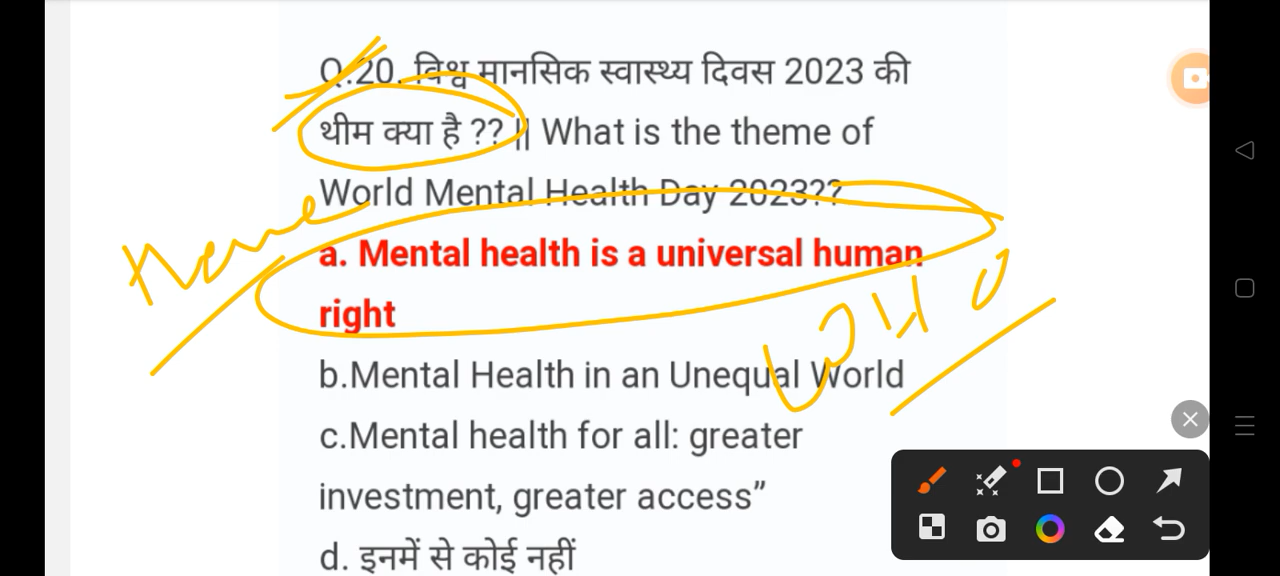 Q.20. विश्व मानसिक स्वास्थ्य दिवस 2023 की
थीम क्या है ?? || What is the theme of
World Mental Health Day 2023??
a. Mental health is a universal human
right
WHO
b.Mental Health in an Unequal World
c.Mental health for all: greater
investment, greater access”
d. इनमें से कोई नहीं